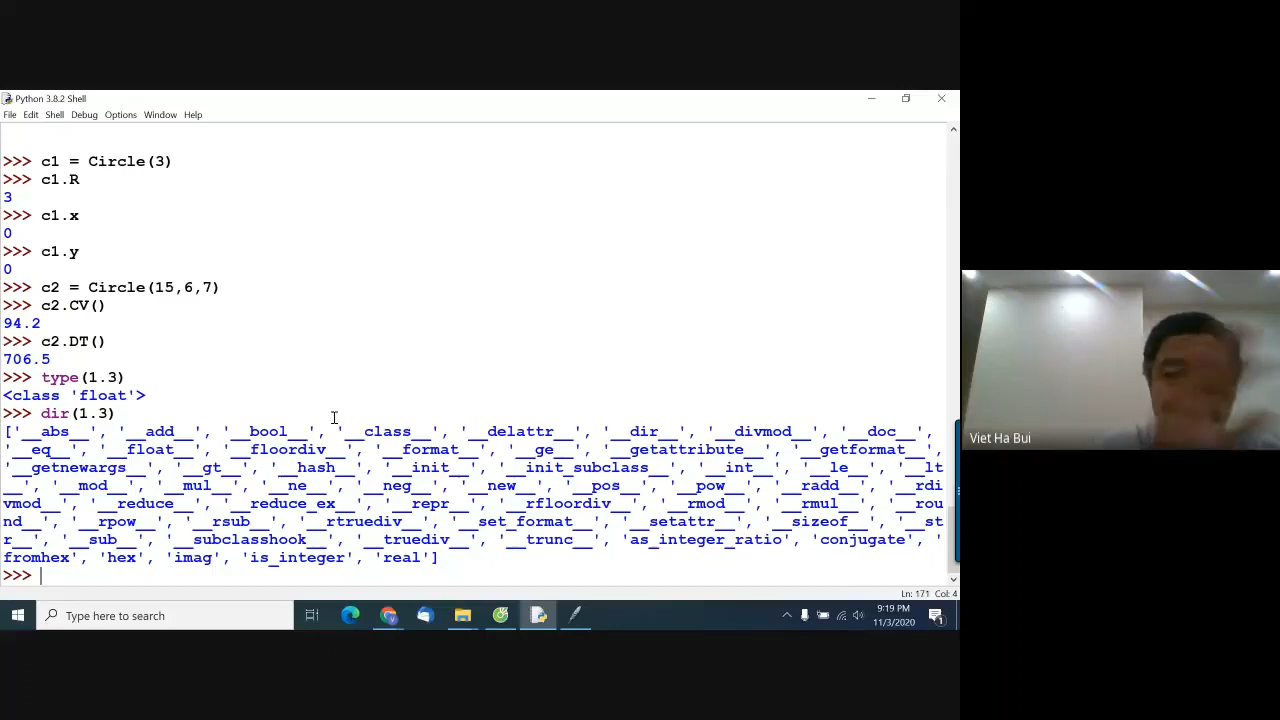 Python 3.8.2 Shell
File Edit Shell Debug Options Window Help
>>> c1 = Circle(3)
>>> c1.R
3
>>> c1.x
0
>>> c1.y
0
>>> c2 = Circle(15,6,7)
>>> c2.CV()
94.2
>>> c2.DT()
706.5
>>> type(1.3)
<class 'float'>
>>> dir(1.3)
['__abs__', '__add__', '__bool__', '__class__', '__delattr__', '__dir__', '__divmod__', '__doc__',
'__eq__', '__float__', '__floordiv__', '__format__', '__ge__', '__getattribute__', '__getformat__',
'__getnewargs__', '__gt__', '__hash__', '__init__', '__init_subclass__', '__int__', '__le__', '__lt
__', '__mod__', '__mul__', '__ne__', '__neg__', '__new__', '__pos__', '__pow__', '__radd__', '__rdi
vmod__', '__reduce__', '__reduce_ex__', '__repr__', '__rfloordiv__', '__rmod__', '__rmul__', '__rou
nd__', '__rpow__', '__rsub__', '__rtruediv__', '__set_format__', '__setattr__', '__sizeof__', '__st
r__', '__sub__', '__subclasshook__', '__truediv__', '__trunc__', 'as_integer_ratio', 'conjugate', '
fromhex', 'hex', 'imag', 'is_integer', 'real']
>>>
Ln: 171 Col: 4
Type here to search
9:19 PM
11/3/2020
1
Viet Ha Bui